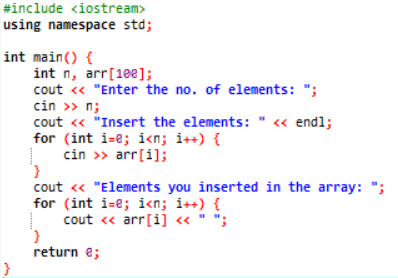 #include <iostream>
using namespace std;
int main() {
int n, arr[100];
cout << "Enter the no. of elements: ";
cin >> n;
cout << "Insert the elements: " << endl;
for (int i=0; i<n; i++) {
cin >> arr[i];
}
cout << "Elements you inserted in the array: ";
for (int i=0; i<n; i++) {
cout << arr[i] << " ";
}
return 0;
}